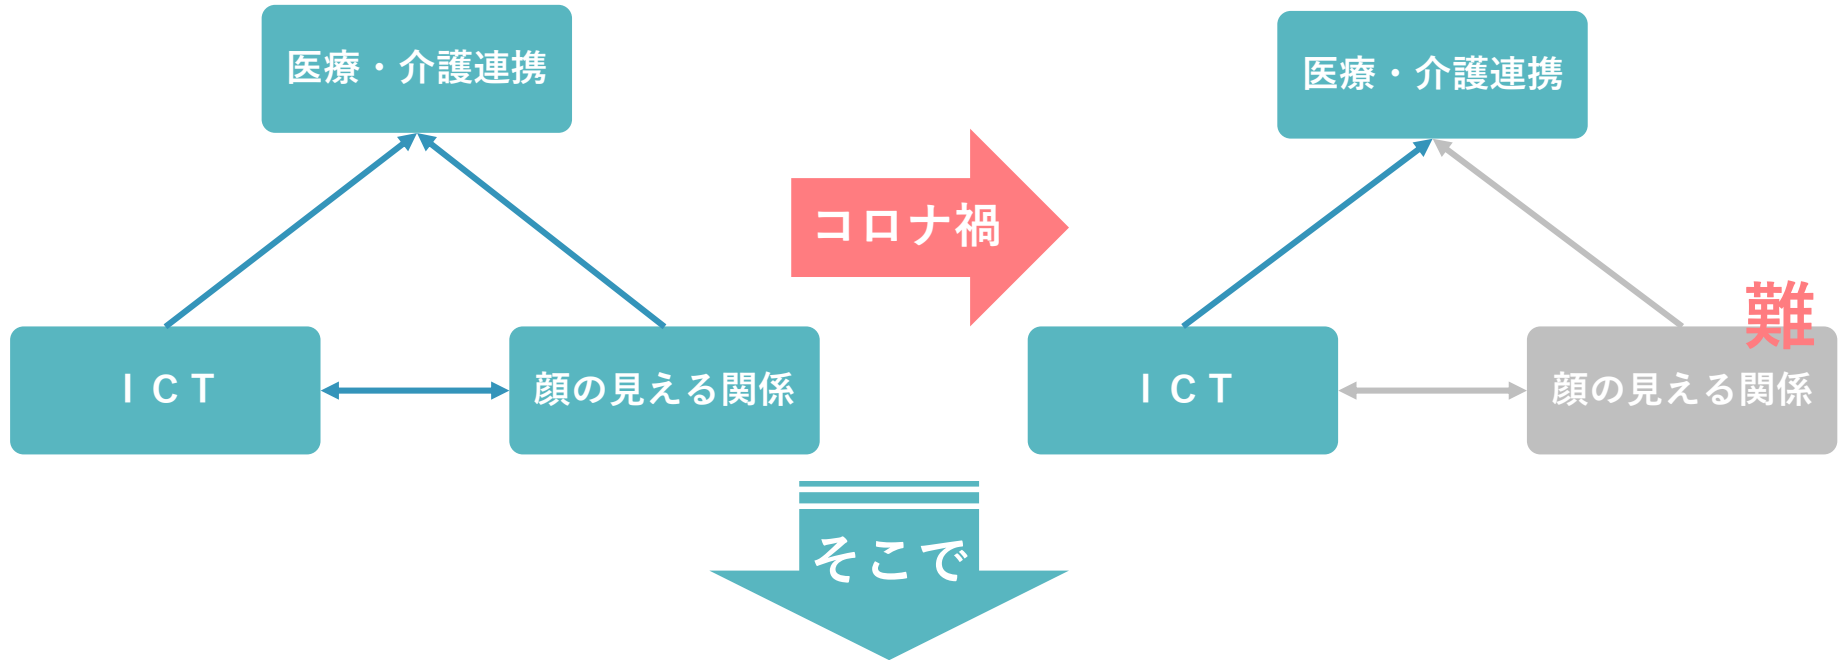 医療・介護連携
ＩＣＴ
顔の見える関係
コロナ禍
医療・介護連携
ＩＣＴ
難
顔の見える関係
そこで